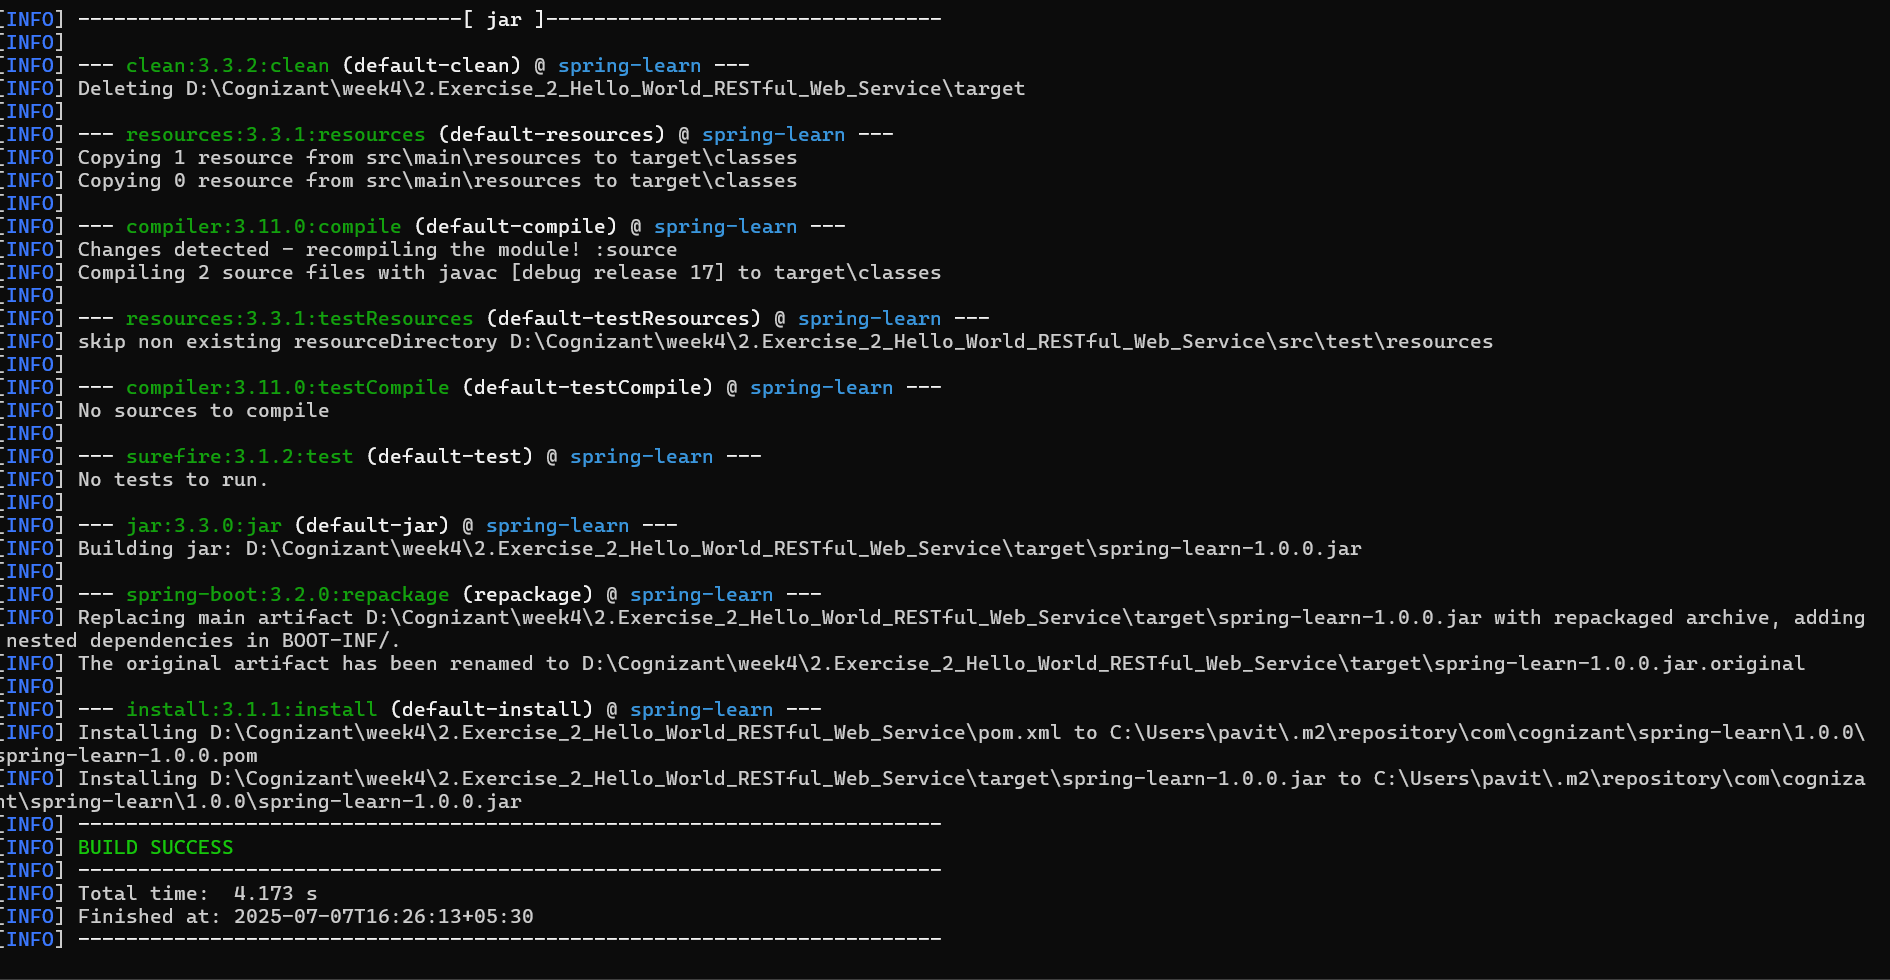 [INFO] --------------------------------[ jar ]---------------------------------
[INFO]
[INFO] --- clean:3.3.2:clean (default-clean) @ spring-learn ---
[INFO] Deleting D:\Cognizant\week4\2.Exercise_2_Hello_World_RESTful_Web_Service\target
[INFO]
[INFO] --- resources:3.3.1:resources (default-resources) @ spring-learn ---
[INFO] Copying 1 resource from src\main\resources to target\classes
[INFO] Copying 0 resource from src\main\resources to target\classes
[INFO]
[INFO] --- compiler:3.11.0:compile (default-compile) @ spring-learn ---
[INFO] Changes detected - recompiling the module! :source
[INFO] Compiling 2 source files with javac [debug release 17] to target\classes
[INFO]
[INFO] --- resources:3.3.1:testResources (default-testResources) @ spring-learn ---
[INFO] skip non existing resourceDirectory D:\Cognizant\week4\2.Exercise_2_Hello_World_RESTful_Web_Service\src\test\resources
[INFO]
[INFO] --- compiler:3.11.0:testCompile (default-testCompile) @ spring-learn ---
[INFO] No sources to compile
[INFO]
[INFO] --- surefire:3.1.2:test (default-test) @ spring-learn ---
[INFO] No tests to run.
[INFO]
[INFO] --- jar:3.3.0:jar (default-jar) @ spring-learn ---
[INFO] Building jar: D:\Cognizant\week4\2.Exercise_2_Hello_World_RESTful_Web_Service\target\spring-learn-1.0.0.jar
[INFO]
[INFO] --- spring-boot:3.2.0:repackage (repackage) @ spring-learn ---
[INFO] Replacing main artifact D:\Cognizant\week4\2.Exercise_2_Hello_World_RESTful_Web_Service\target\spring-learn-1.0.0.jar with repackaged archive, adding
nested dependencies in BOOT-INF/.
[INFO] The original artifact has been renamed to D:\Cognizant\week4\2.Exercise_2_Hello_World_RESTful_Web_Service\target\spring-learn-1.0.0.jar.original
[INFO]
[INFO] --- install:3.1.1:install (default-install) @ spring-learn ---
[INFO] Installing D:\Cognizant\week4\2.Exercise_2_Hello_World_RESTful_Web_Service\pom.xml to C:\Users\pavit\.m2\repository\com\cognizant\spring-learn\1.0.0\
spring-learn-1.0.0.pom
[INFO] Installing D:\Cognizant\week4\2.Exercise_2_Hello_World_RESTful_Web_Service\target\spring-learn-1.0.0.jar to C:\Users\pavit\.m2\repository\com\cogniza
nt\spring-learn\1.0.0\spring-learn-1.0.0.jar
[INFO] ------------------------------------------------------------------------
[INFO] BUILD SUCCESS
[INFO] ------------------------------------------------------------------------
[INFO] Total time:  4.173 s
[INFO] Finished at: 2025-07-07T16:26:13+05:30
[INFO] ------------------------------------------------------------------------